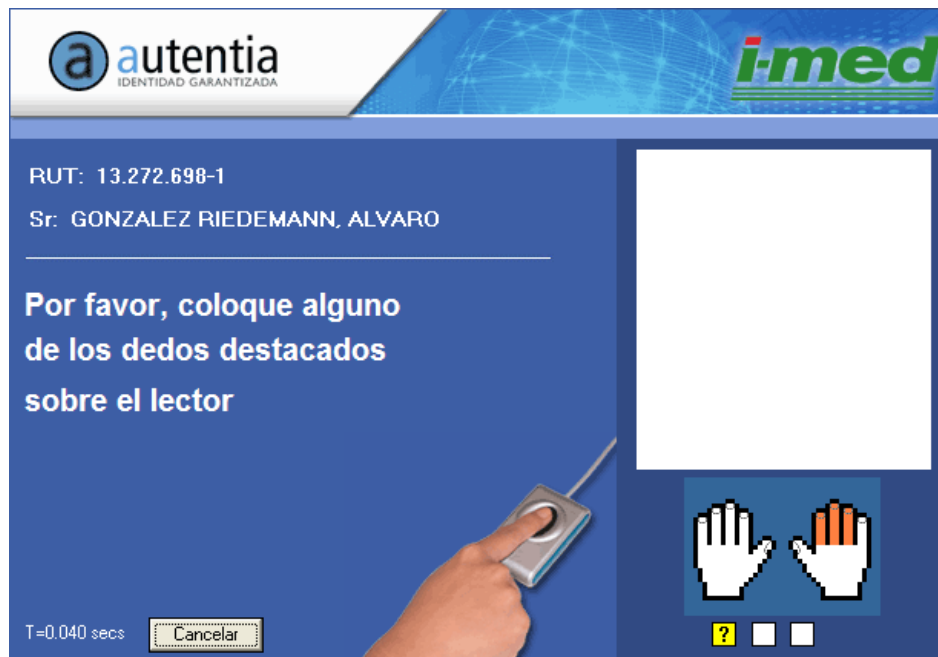 a autentia
IDENTIDAD GARANTIZADA
i-med
RUT: 13.272.698-1
Sr: GONZALEZ RIEDEMANN, ALVARO
Por favor, coloque alguno
de los dedos destacados
sobre el lector
T=0.040 secs
Cancelar
?